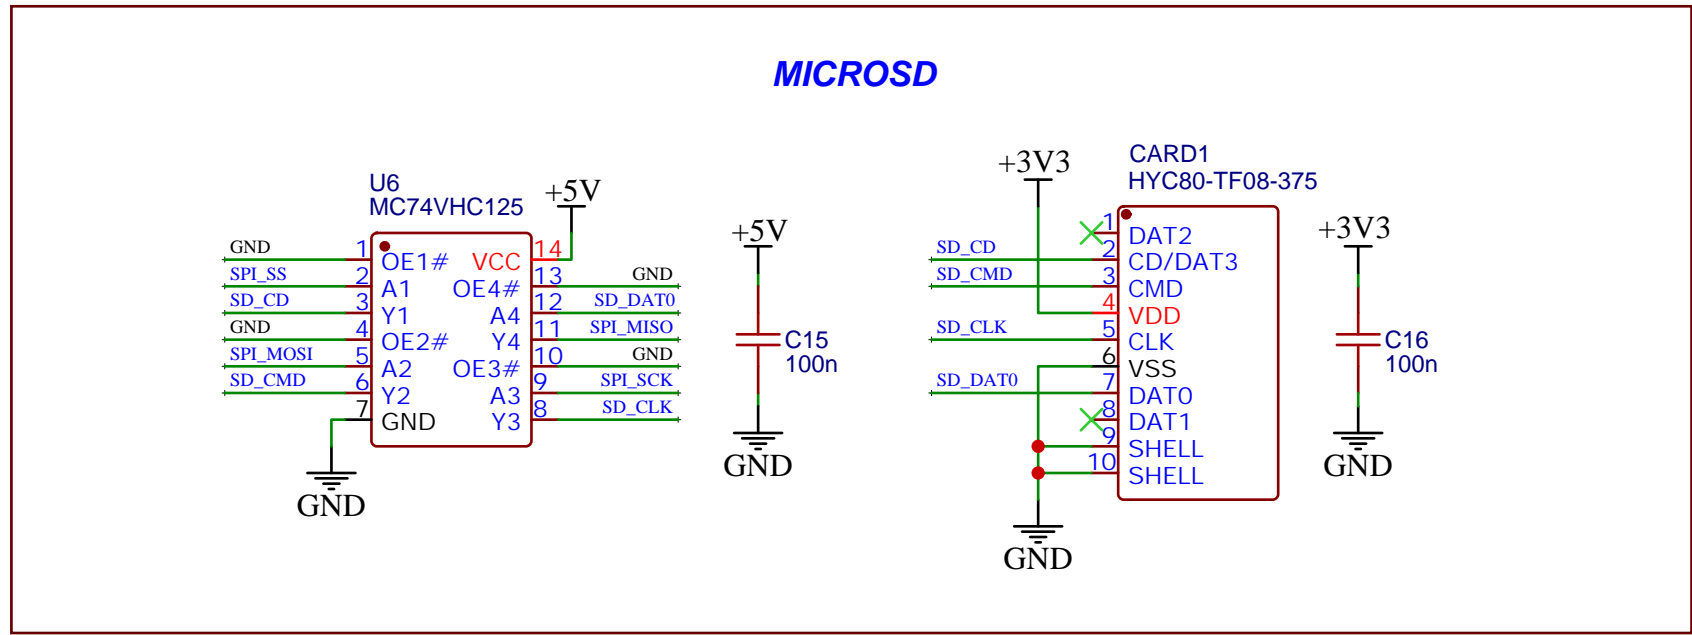 MICROSD
U6
MC74VHC125
+5V
GND
1
OE1#
VCC
14
SPI_SS
2
A1
OE4#
13
GND
SD_CD
3
Y1
A4
12
SD_DAT0
GND
4
OE2#
Y4
11
SPI_MISO
SPI_MOSI
5
A2
OE3#
10
GND
SD_CMD
6
Y2
A3
9
SPI_SCK
7
GND
Y3
8
SD_CLK
GND
+5V
C15
100n
GND
+3V3
CARD1
HYC80-TF08-375
1
DAT2
SD_CD
2
CD/DAT3
SD_CMD
3
CMD
4
VDD
SD_CLK
5
CLK
6
VSS
SD_DAT0
7
DAT0
8
DAT1
9
SHELL
10
SHELL
GND
+3V3
C16
100n
GND